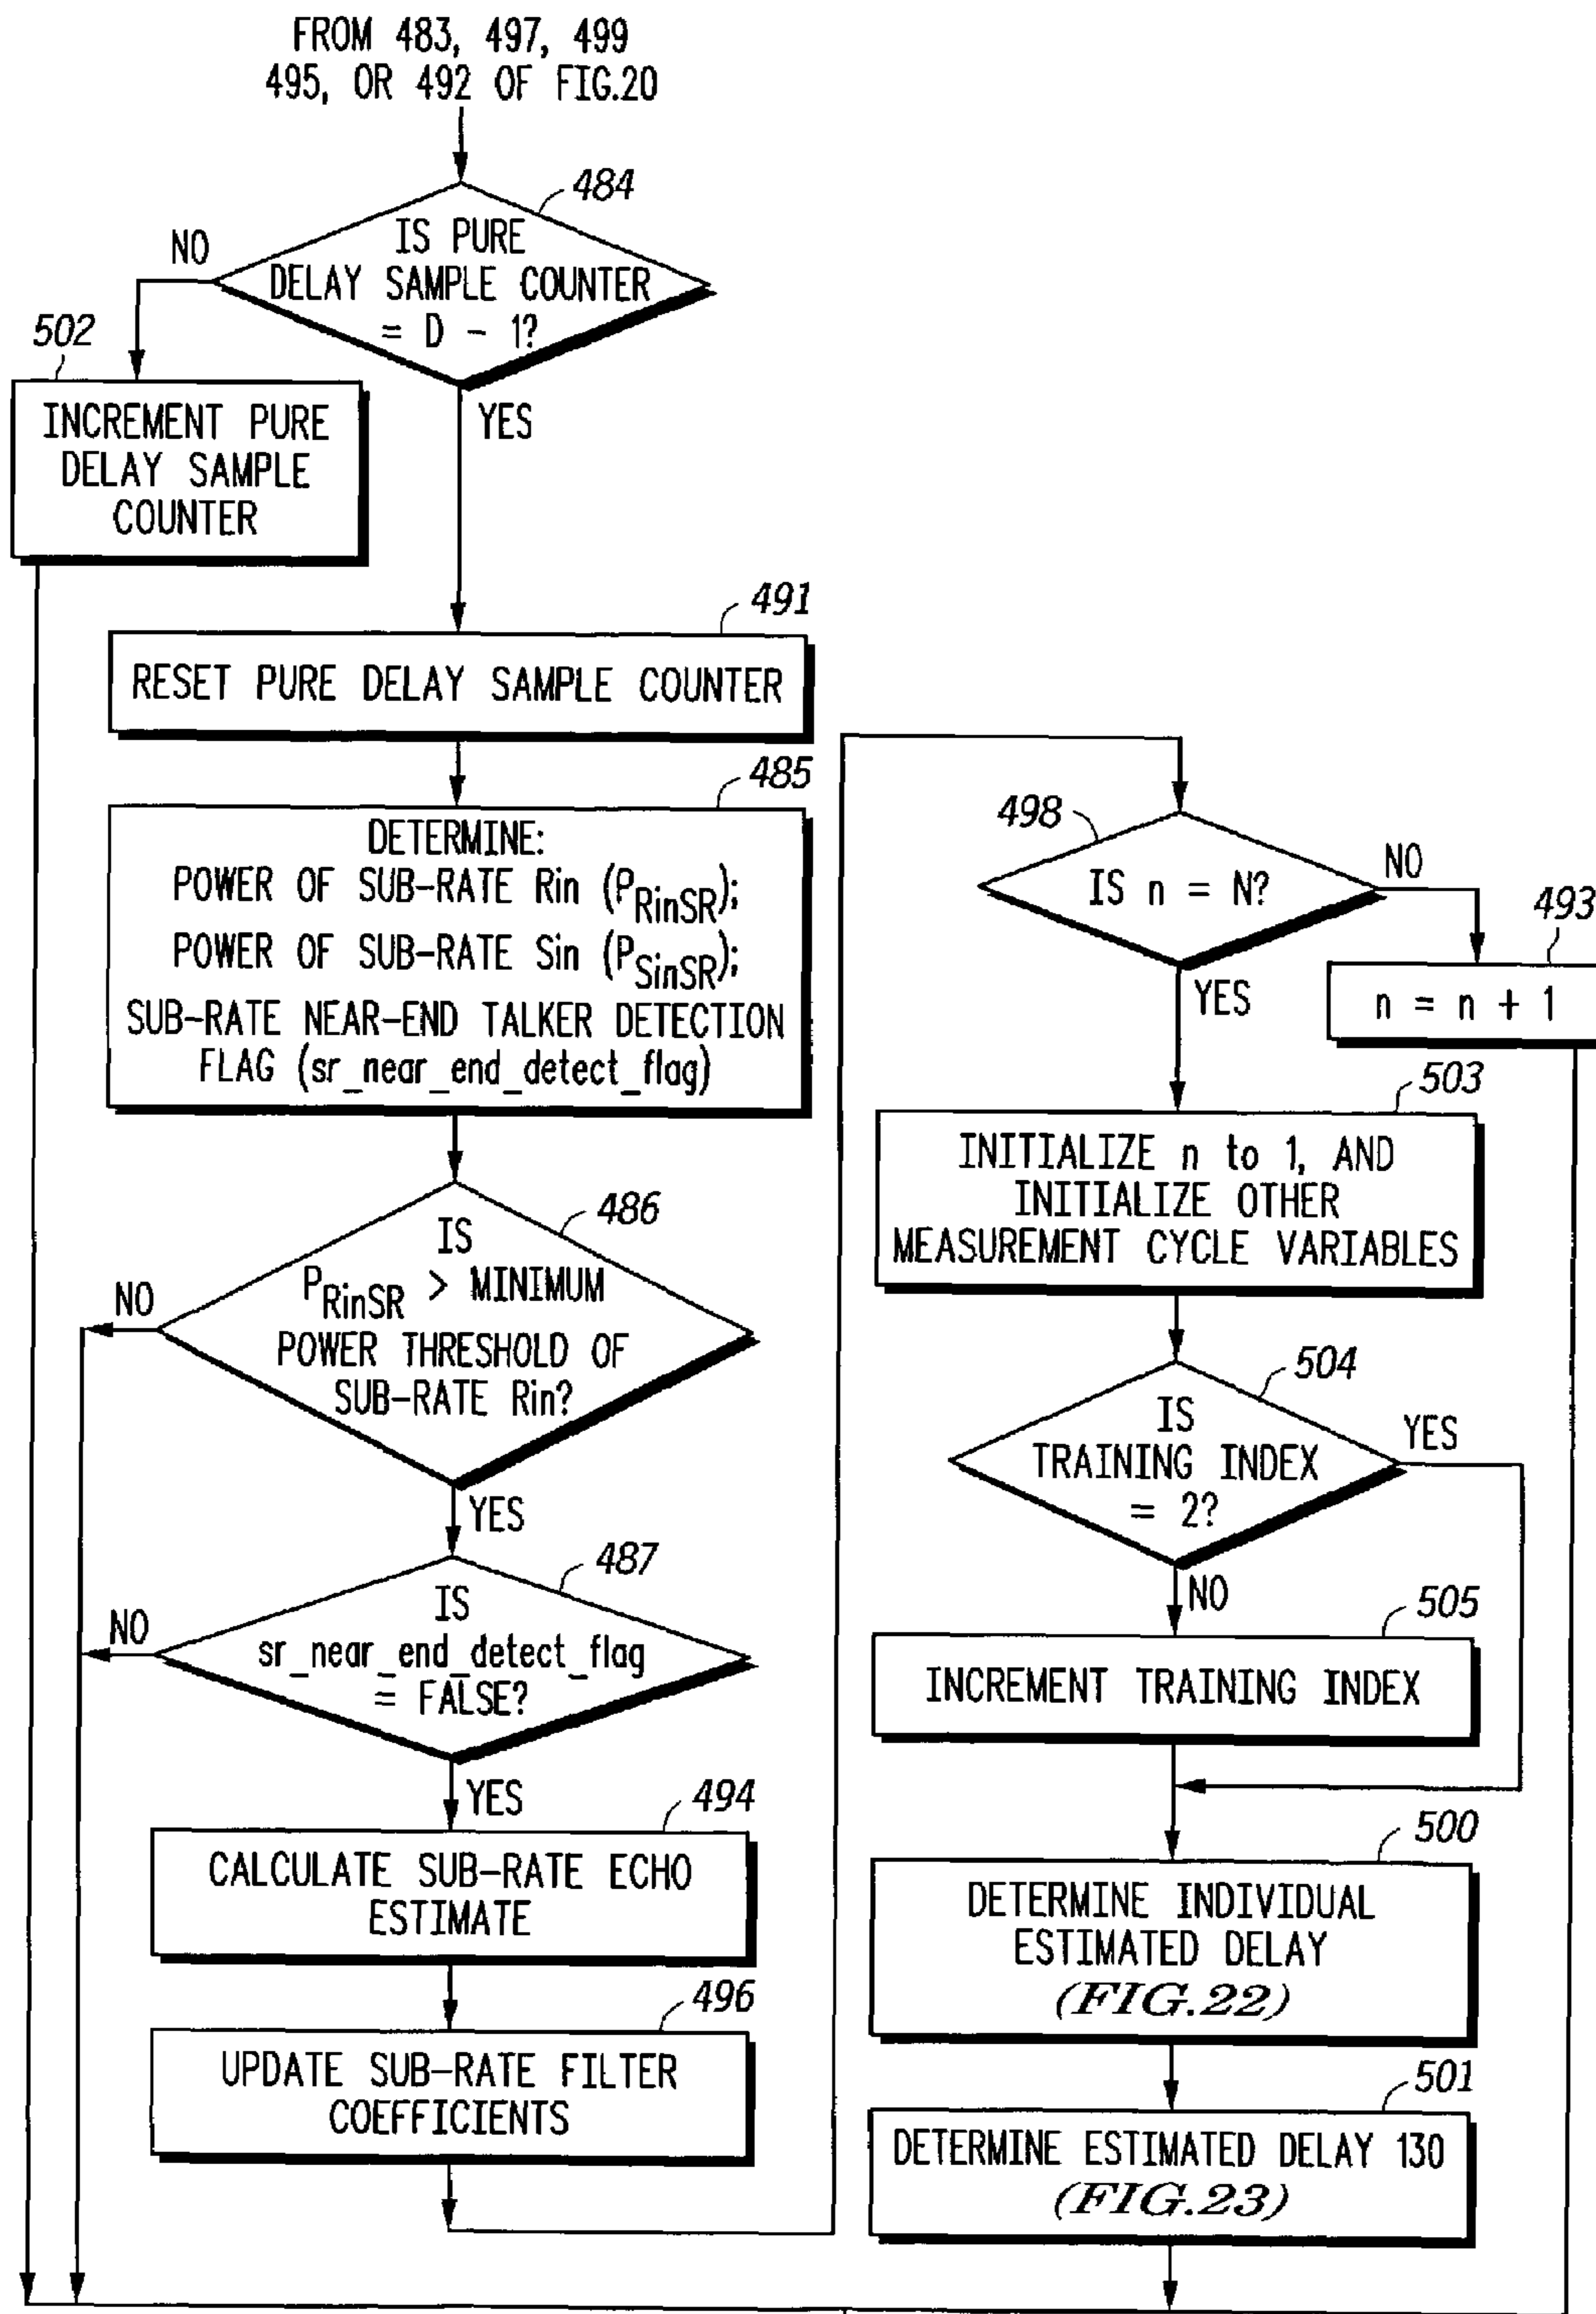 FROM 483, 497, 499
495, OR 492 OF FIG.20
484
IS PURE
DELAY SAMPLE COUNTER
= D - 1?
NO
YES
502
INCREMENT PURE
DELAY SAMPLE
COUNTER
491
RESET PURE DELAY SAMPLE COUNTER
485
DETERMINE:
POWER OF SUB-RATE Rin (PRinSR);
POWER OF SUB-RATE Sin (PSinSR);
SUB-RATE NEAR-END TALKER DETECTION
FLAG (sr_near_end_detect_flag)
486
IS
PRinSR > MINIMUM
POWER THRESHOLD OF
SUB-RATE Rin?
NO
YES
487
IS
sr_near_end_detect_flag
= FALSE?
NO
YES
494
CALCULATE SUB-RATE ECHO
ESTIMATE
496
UPDATE SUB-RATE FILTER
COEFFICIENTS
498
IS n = N?
NO
YES
493
n = n + 1
503
INITIALIZE n to 1, AND
INITIALIZE OTHER
MEASUREMENT CYCLE VARIABLES
504
IS
TRAINING INDEX
= 2?
YES
NO
505
INCREMENT TRAINING INDEX
500
DETERMINE INDIVIDUAL
ESTIMATED DELAY
(FIG.22)
501
DETERMINE ESTIMATED DELAY 130
(FIG.23)